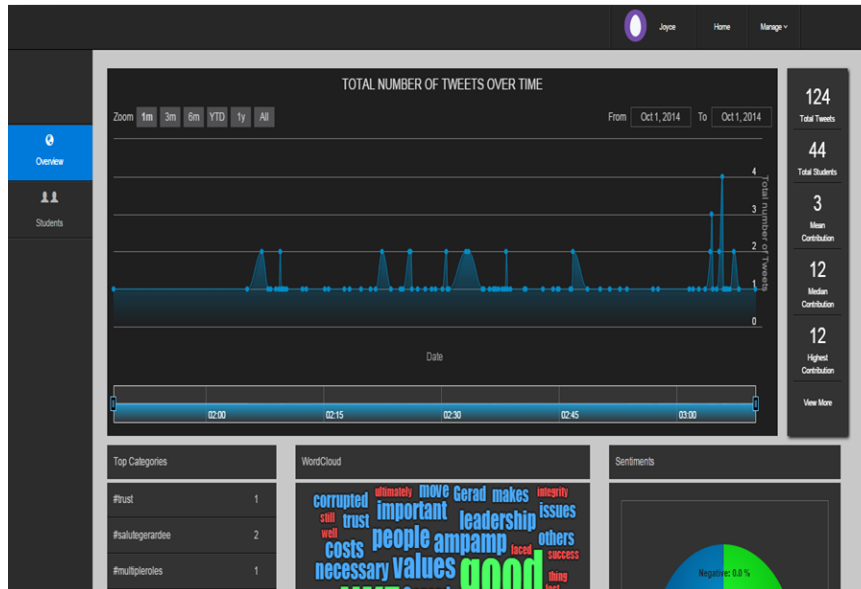 Joyce Home Manage
Overview
Students
TOTAL NUMBER OF TWEETS OVER TIME
Zoom 1m 3m 6m YTD 1y All
From Oct 1, 2014 To Oct 1, 2014
4
3
2
1
0
Total number of Tweets
Date
02:00 02:15 02:30 02:45 03:00
124
Total Tweets
44
Total Students
3
Mean
Contribution
12
Median
Contribution
12
Highest
Contribution
View More
Top Categories
#trust 1
#salutegerardee 2
#multipleroles 1
WordCloud
corrupted ultimately move Gerad makes integrity
still trust important leadership issues
well costs people ampamp faced others success
necessary values good thing
Sentiments
Negative: 0.0 %